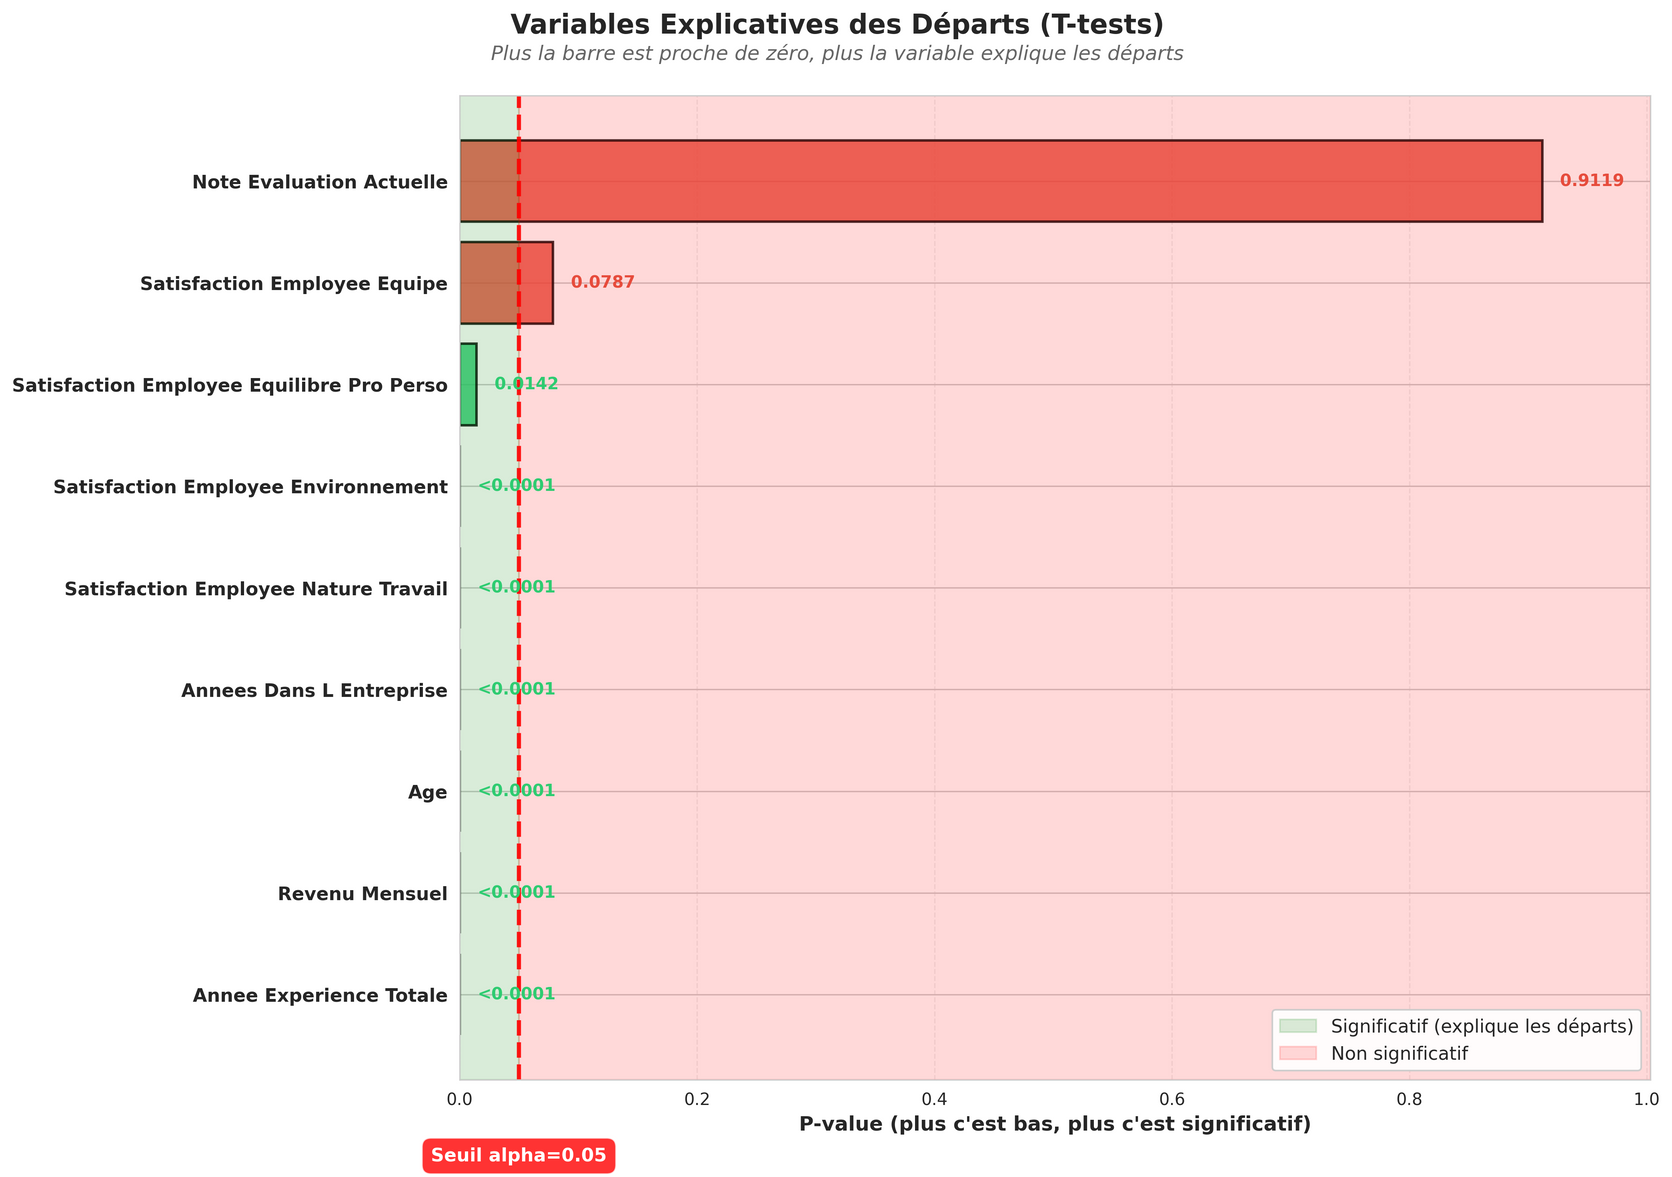 Variables Explicatives des Départs (T-tests)
Plus la barre est proche de zéro, plus la variable explique les départs
Note Evaluation Actuelle
0.9119
Satisfaction Employee Equipe
0.0787
Satisfaction Employee Equilibre Pro Perso
0.0142
Satisfaction Employee Environnement
<0.0001
Satisfaction Employee Nature Travail
<0.0001
Annees Dans L Entreprise
<0.0001
Age
<0.0001
Revenu Mensuel
<0.0001
Annee Experience Totale
<0.0001
Significatif (explique les départs)
Non significatif
0.0 0.2 0.4 0.6 0.8 1.0
P-value (plus c'est bas, plus c'est significatif)
Seuil alpha=0.05